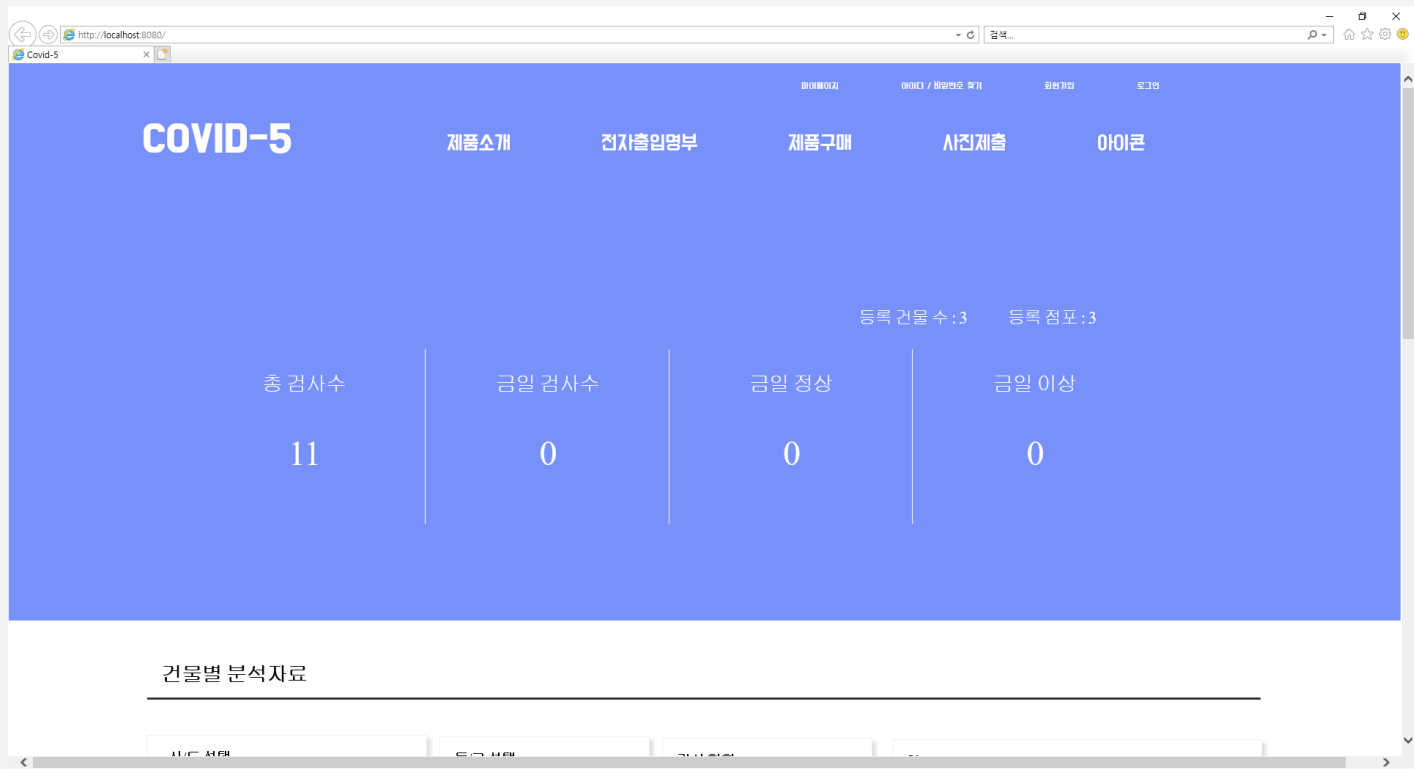 http://localhost:8080/
검색...
Covid-5
마이페이지 아이디 / 비밀번호 찾기 회원가입 로그인
COVID-5 제품소개 전자출입명부 제품구매 사진제출 아이콘
등록 건물 수 : 3 등록 점포 : 3
총 검사수 금일 검사수 금일 정상 금일 이상
11 0 0 0
건물별 분석자료